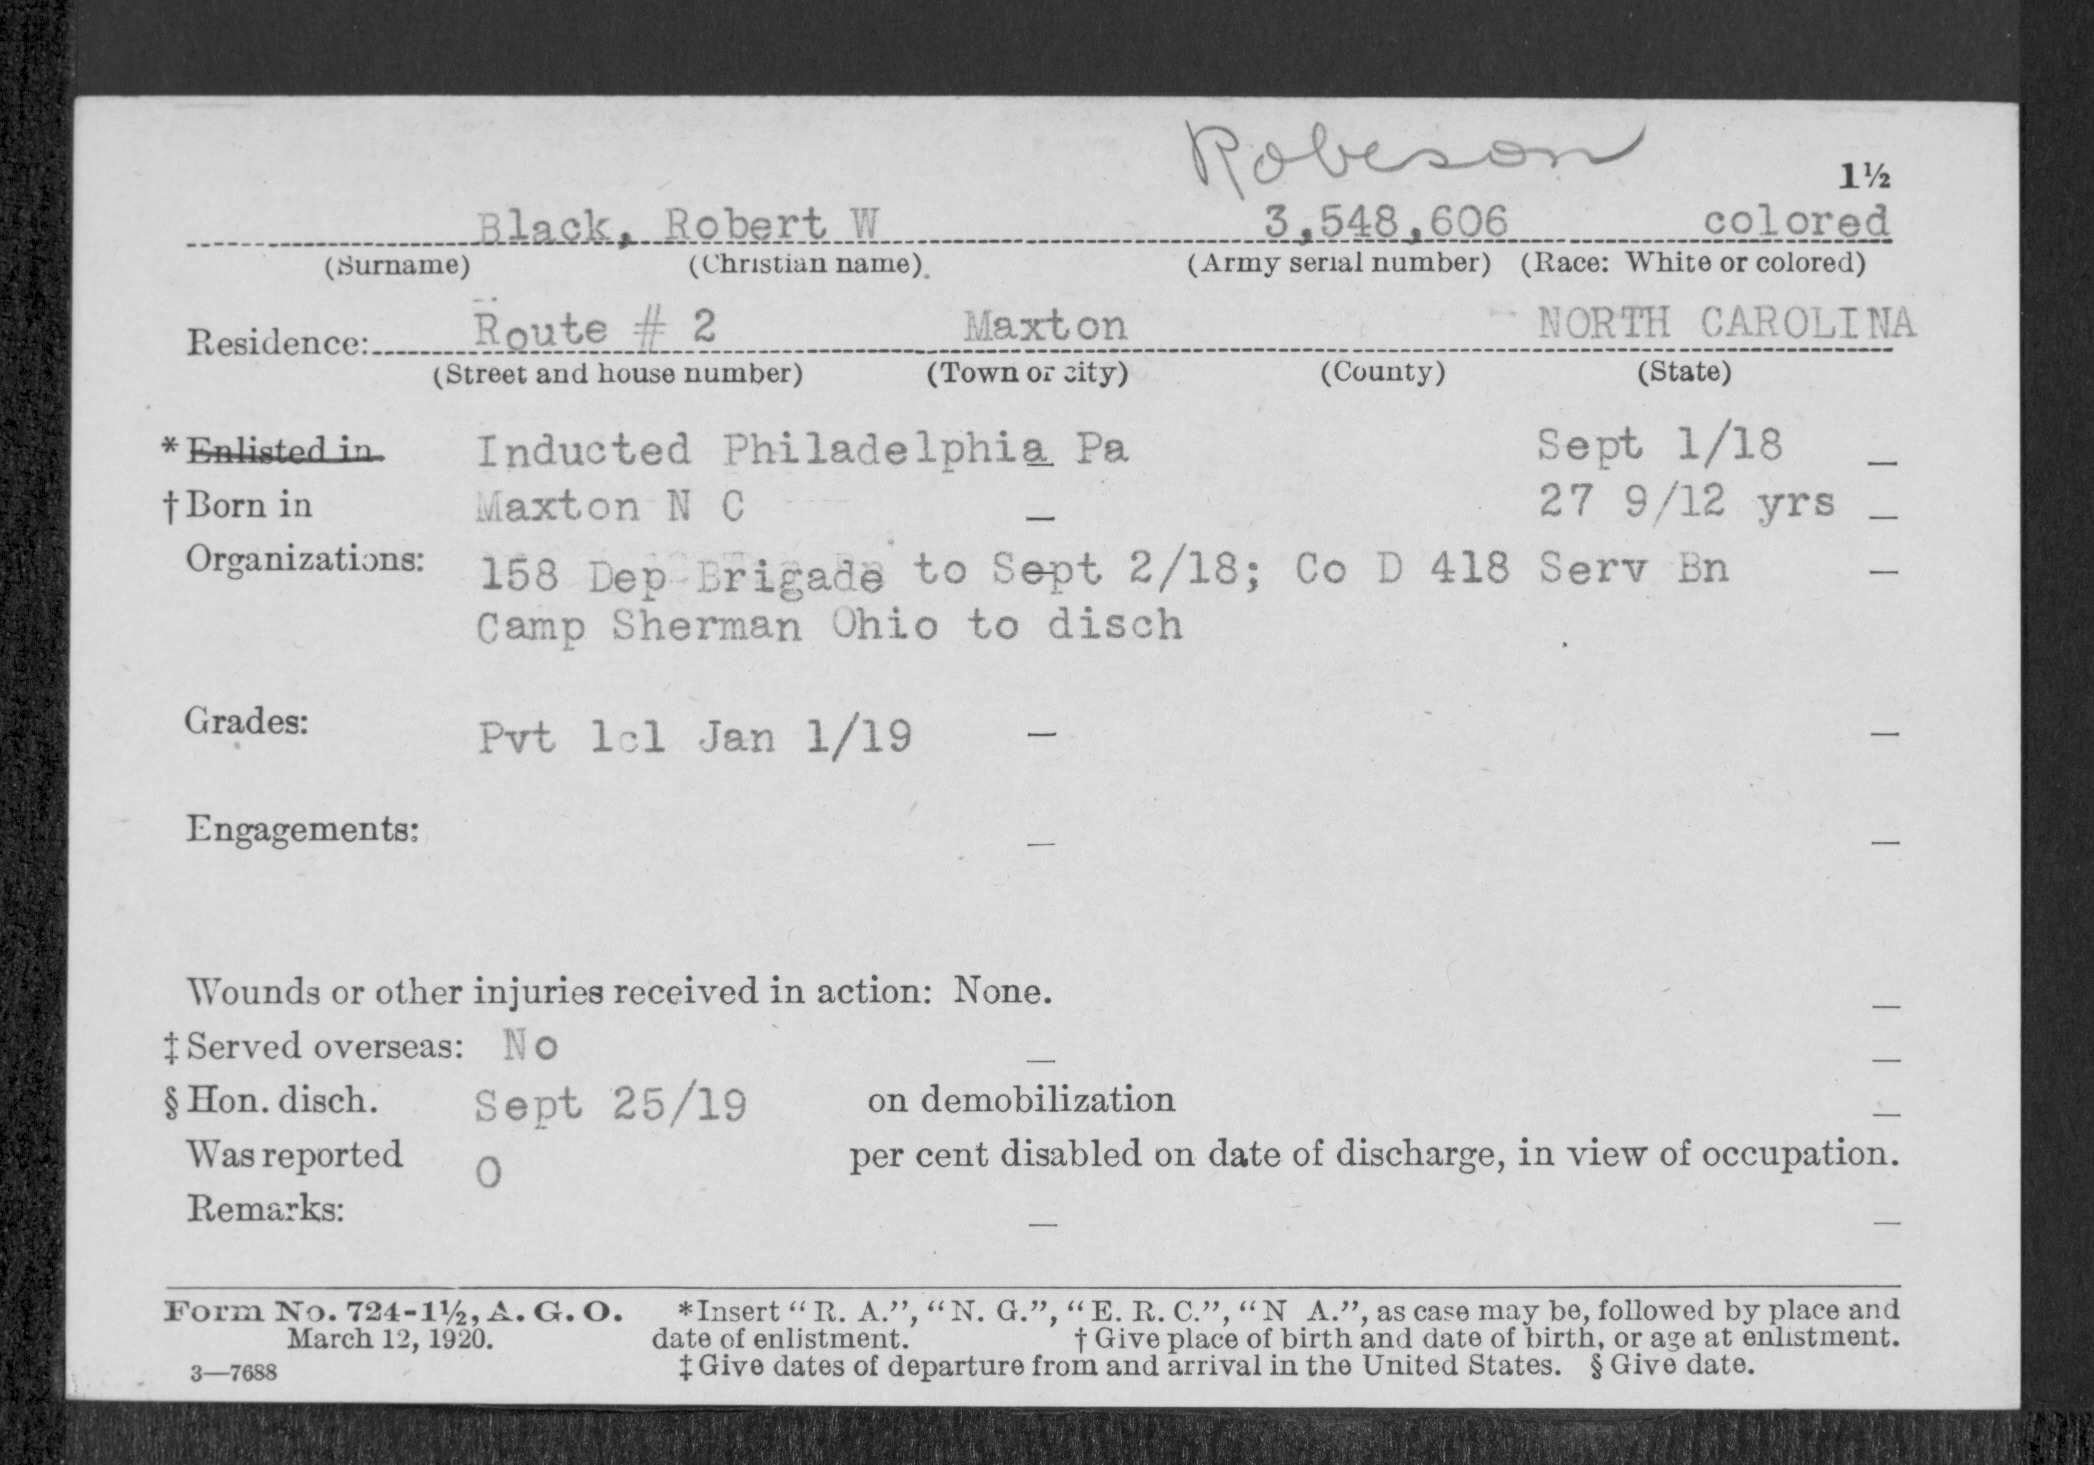 Robeson
1½
Black, Robert W 3,548,606 colored
(Surname) (Christian name) (Army serial number) (Race: White or colored)
Residence: Route # 2 Maxton NORTH CAROLINA
(Street and house number) (Town or city) (County) (State)
* Enlisted in Inducted Philadelphia Pa Sept 1/18 _
† Born in Maxton N C _ 27 9/12 yrs _
Organizations: 158 Dep Brigade to Sept 2/18; Co D 418 Serv Bn _
Camp Sherman Ohio to disch
Grades: Pvt 1cl Jan 1/19 _ _
Engagements: _ _
Wounds or other injuries received in action: None. _
‡ Served overseas: No _ _
§ Hon. disch. Sept 25/19 on demobilization _
Was reported 0 per cent disabled on date of discharge, in view of occupation.
Remarks: _ _
Form No. 724-1½, A. G. O. *Insert "R. A.", "N. G.", "E. R. C.", "N A.", as case may be, followed by place and
March 12, 1920. date of enlistment. † Give place of birth and date of birth, or age at enlistment.
3—7688 ‡ Give dates of departure from and arrival in the United States. § Give date.